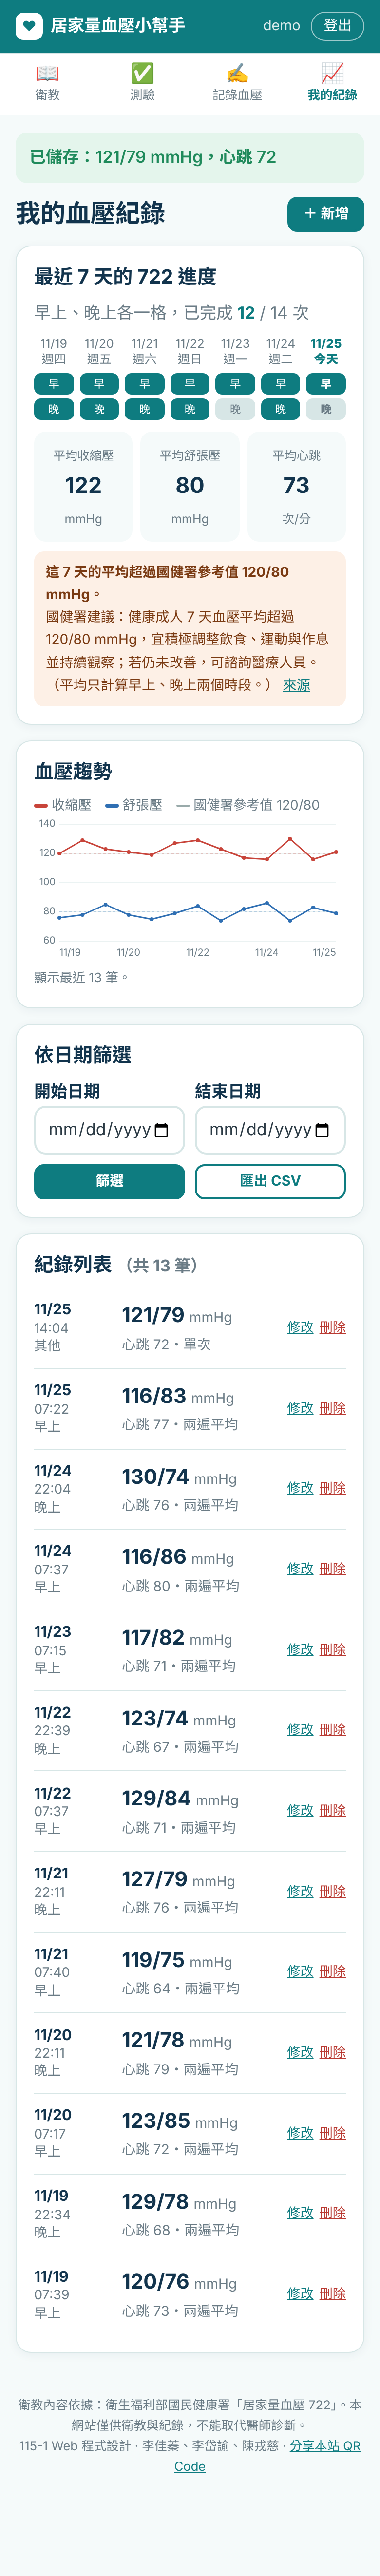 居家量血壓小幫手
demo
登出
衛教
測驗
記錄血壓
我的紀錄
已儲存：121/79 mmHg，心跳 72
我的血壓紀錄
＋ 新增
最近 7 天的 722 進度
早上、晚上各一格，已完成 12 / 14 次
11/19 11/20 11/21 11/22 11/23 11/24 11/25
週四 週五 週六 週日 週一 週二 今天
早 早 早 早 早 早 早
晚 晚 晚 晚 晚 晚 晚
平均收縮壓 平均舒張壓 平均心跳
122 80 73
mmHg mmHg 次/分
這 7 天的平均超過國健署參考值 120/80
mmHg。
國健署建議：健康成人 7 天血壓平均超過
120/80 mmHg，宜積極調整飲食、運動與作息
並持續觀察；若仍未改善，可諮詢醫療人員。
（平均只計算早上、晚上兩個時段。） 來源
血壓趨勢
收縮壓 舒張壓 國健署參考值 120/80
140
120
100
80
60
11/19 11/20 11/22 11/24 11/25
顯示最近 13 筆。
依日期篩選
開始日期 結束日期
mm/dd/yyyy mm/dd/yyyy
篩選 匯出 CSV
紀錄列表 （共 13 筆）
11/25
14:04
其他
121/79 mmHg
心跳 72・單次
修改 刪除
11/25
07:22
早上
116/83 mmHg
心跳 77・兩遍平均
修改 刪除
11/24
22:04
晚上
130/74 mmHg
心跳 76・兩遍平均
修改 刪除
11/24
07:37
早上
116/86 mmHg
心跳 80・兩遍平均
修改 刪除
11/23
07:15
早上
117/82 mmHg
心跳 71・兩遍平均
修改 刪除
11/22
22:39
晚上
123/74 mmHg
心跳 67・兩遍平均
修改 刪除
11/22
07:37
早上
129/84 mmHg
心跳 71・兩遍平均
修改 刪除
11/21
22:11
晚上
127/79 mmHg
心跳 76・兩遍平均
修改 刪除
11/21
07:40
早上
119/75 mmHg
心跳 64・兩遍平均
修改 刪除
11/20
22:11
晚上
121/78 mmHg
心跳 79・兩遍平均
修改 刪除
11/20
07:17
早上
123/85 mmHg
心跳 72・兩遍平均
修改 刪除
11/19
22:34
晚上
129/78 mmHg
心跳 68・兩遍平均
修改 刪除
11/19
07:39
早上
120/76 mmHg
心跳 73・兩遍平均
修改 刪除
衛教內容依據：衛生福利部國民健康署「居家量血壓 722」。本
網站僅供衛教與紀錄，不能取代醫師診斷。
115-1 Web 程式設計 · 李佳蓁、李岱諭、陳戎慈 · 分享本站 QR
Code